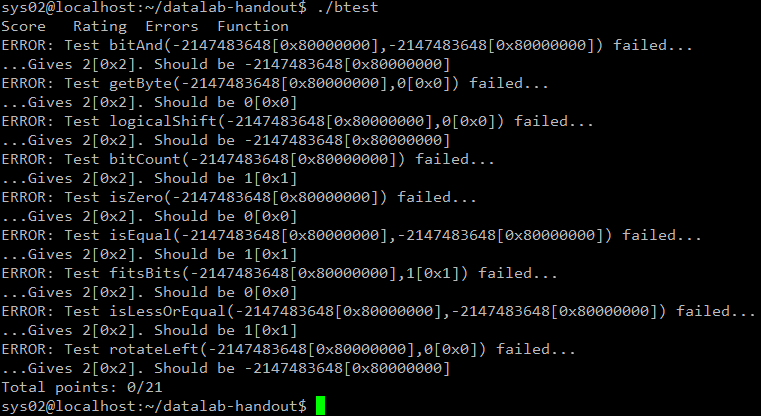 sys02@localhost:~/datalab-handout$ ./btest
Score   Rating  Errors  Function
ERROR: Test bitAnd(-2147483648[0x80000000],-2147483648[0x80000000]) failed...
...Gives 2[0x2]. Should be -2147483648[0x80000000]
ERROR: Test getByte(-2147483648[0x80000000],0[0x0]) failed...
...Gives 2[0x2]. Should be 0[0x0]
ERROR: Test logicalShift(-2147483648[0x80000000],0[0x0]) failed...
...Gives 2[0x2]. Should be -2147483648[0x80000000]
ERROR: Test bitCount(-2147483648[0x80000000]) failed...
...Gives 2[0x2]. Should be 1[0x1]
ERROR: Test isZero(-2147483648[0x80000000]) failed...
...Gives 2[0x2]. Should be 0[0x0]
ERROR: Test isEqual(-2147483648[0x80000000],-2147483648[0x80000000]) failed...
...Gives 2[0x2]. Should be 1[0x1]
ERROR: Test fitsBits(-2147483648[0x80000000],1[0x1]) failed...
...Gives 2[0x2]. Should be 0[0x0]
ERROR: Test isLessOrEqual(-2147483648[0x80000000],-2147483648[0x80000000]) failed...
...Gives 2[0x2]. Should be 1[0x1]
ERROR: Test rotateLeft(-2147483648[0x80000000],0[0x0]) failed...
...Gives 2[0x2]. Should be -2147483648[0x80000000]
Total points: 0/21
sys02@localhost:~/datalab-handout$